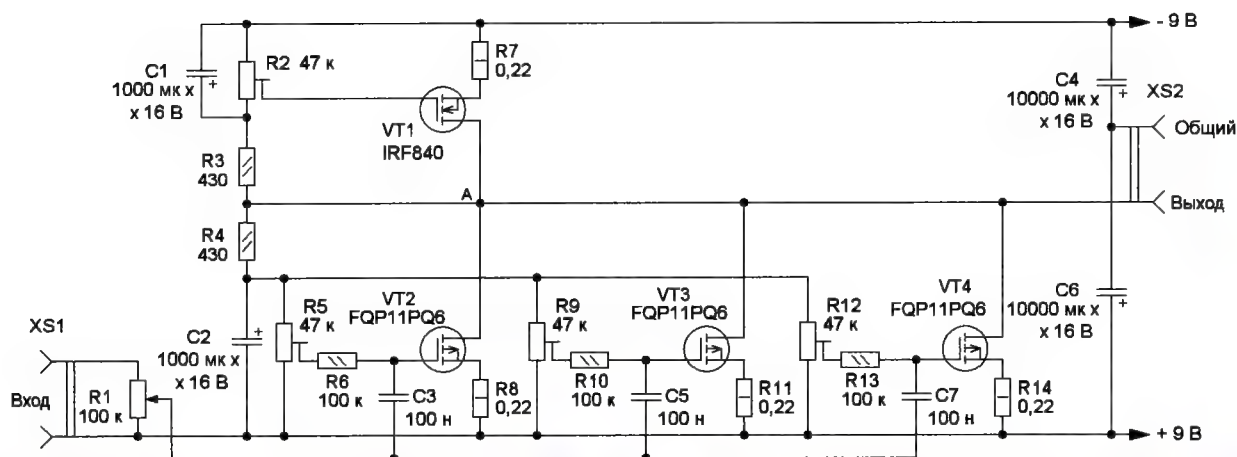 - 9 В
C1
1000 мк х
х 16 В
R2 47 к
R7
0,22
VT1
IRF840
C4
10000 мк х
х 16 В
XS2
Общий
Выход
R3
430
A
R4
430
XS1
Вход
R1
100 к
C2
1000 мк х
х 16 В
R5
47 к
VT2
FQP11PQ6
R6
100 к
C3
100 н
R8
0,22
R9
47 к
VT3
FQP11PQ6
R10
100 к
C5
100 н
R11
0,22
R12
47 к
VT4
FQP11PQ6
R13
100 к
C7
100 н
R14
0,22
C6
10000 мк х
х 16 В
+ 9 В